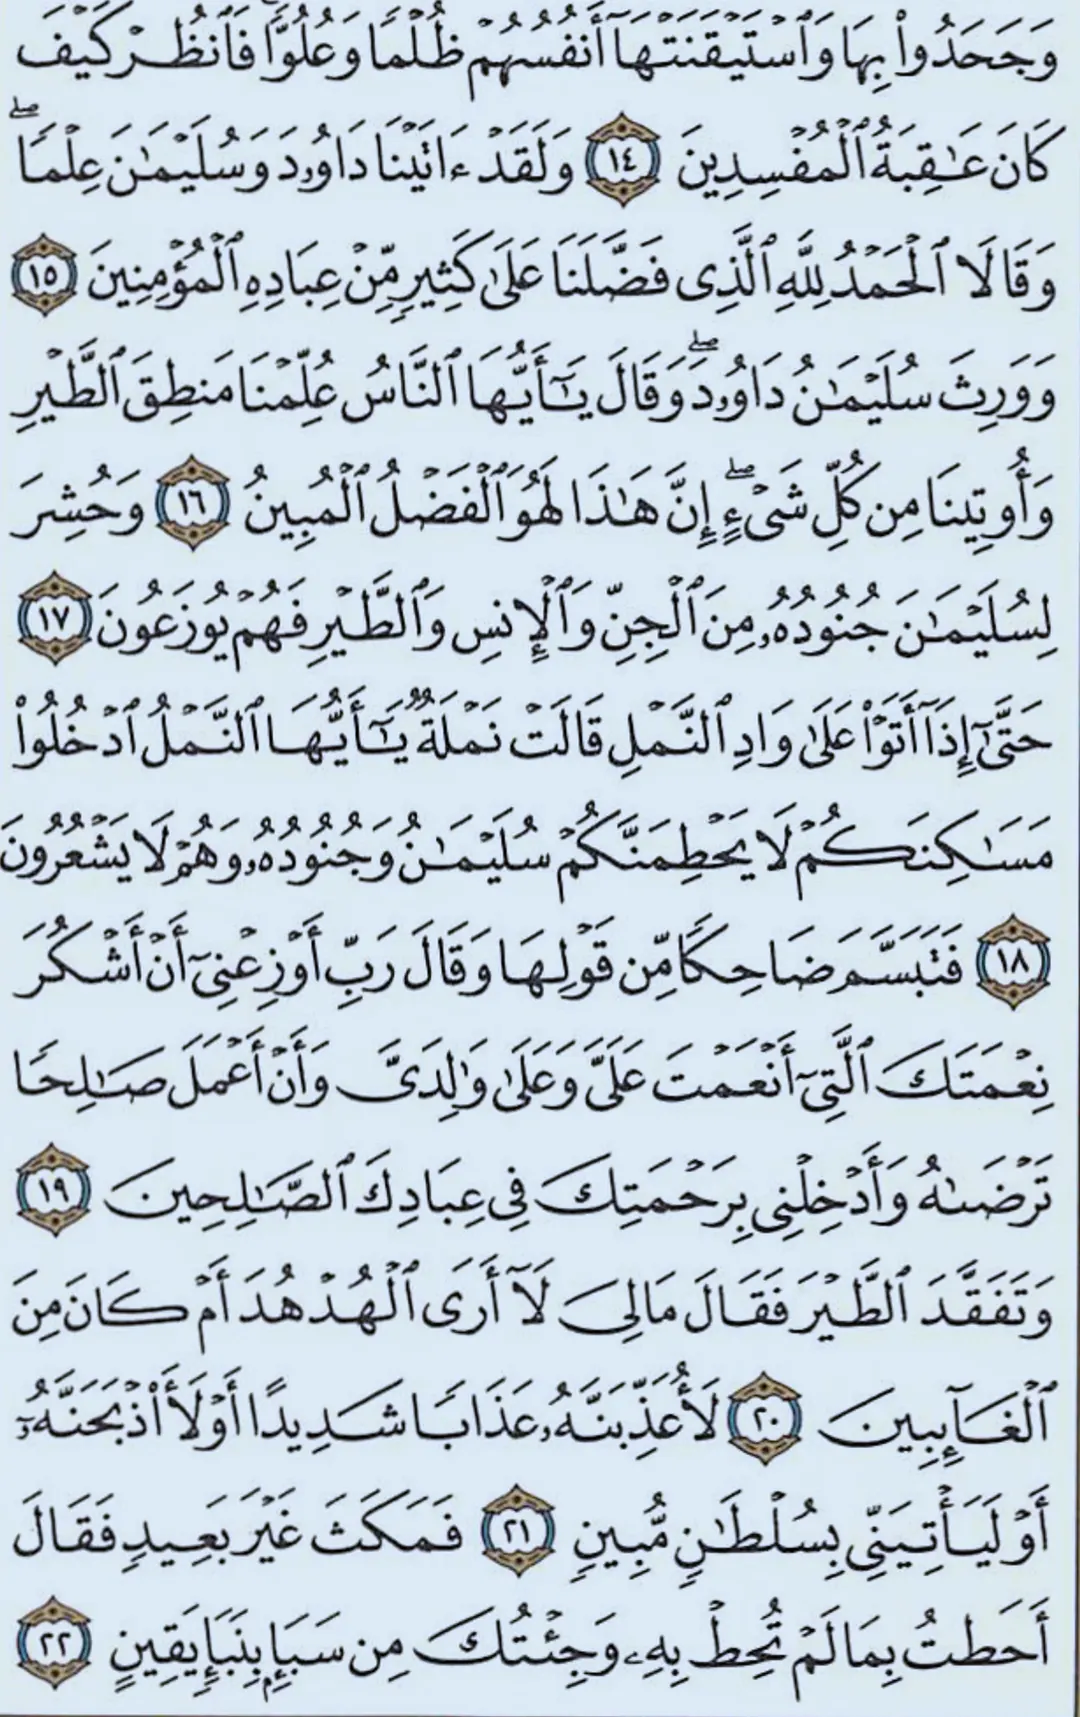 وَجَحَدُوا۟ بِهَا وَٱسْتَيْقَنَتْهَآ أَنفُسُهُمْ ظُلْمًا وَعُلُوًّا فَٱنظُرْ كَيْفَ
كَانَ عَـٰقِبَةُ ٱلْمُفْسِدِينَ ١٤ وَلَقَدْ ءَاتَيْنَا دَاوُۥدَ وَسُلَيْمَـٰنَ عِلْمًا ۖ
وَقَالَا ٱلْحَمْدُ لِلَّهِ ٱلَّذِى فَضَّلَنَا عَلَىٰ كَثِيرٍ مِّنْ عِبَادِهِ ٱلْمُؤْمِنِينَ ١٥
وَوَرِثَ سُلَيْمَـٰنُ دَاوُۥدَ ۖ وَقَالَ يَـٰٓأَيُّهَا ٱلنَّاسُ عُلِّمْنَا مَنطِقَ ٱلطَّيْرِ
وَأُوتِينَا مِن كُلِّ شَىْءٍ ۖ إِنَّ هَـٰذَا لَهُوَ ٱلْفَضْلُ ٱلْمُبِينُ ١٦ وَحُشِرَ
لِسُلَيْمَـٰنَ جُنُودُهُۥ مِنَ ٱلْجِنِّ وَٱلْإِنسِ وَٱلطَّيْرِ فَهُمْ يُوزَعُونَ ١٧
حَتَّىٰٓ إِذَآ أَتَوْا۟ عَلَىٰ وَادِ ٱلنَّمْلِ قَالَتْ نَمْلَةٌ يَـٰٓأَيُّهَا ٱلنَّمْلُ ٱدْخُلُوا۟
مَسَـٰكِنَكُمْ لَا يَحْطِمَنَّكُمْ سُلَيْمَـٰنُ وَجُنُودُهُۥ وَهُمْ لَا يَشْعُرُونَ
١٨ فَتَبَسَّمَ ضَاحِكًا مِّن قَوْلِهَا وَقَالَ رَبِّ أَوْزِعْنِىٓ أَنْ أَشْكُرَ
نِعْمَتَكَ ٱلَّتِىٓ أَنْعَمْتَ عَلَىَّ وَعَلَىٰ وَٰلِدَىَّ وَأَنْ أَعْمَلَ صَـٰلِحًا
تَرْضَىٰهُ وَأَدْخِلْنِى بِرَحْمَتِكَ فِى عِبَادِكَ ٱلصَّـٰلِحِينَ ١٩
وَتَفَقَّدَ ٱلطَّيْرَ فَقَالَ مَالِىَ لَآ أَرَى ٱلْهُدْهُدَ أَمْ كَانَ مِنَ
ٱلْغَآئِبِينَ ٢٠ لَأُعَذِّبَنَّهُۥ عَذَابًا شَدِيدًا أَوْ لَأَا۟ذْبَحَنَّهُۥٓ
أَوْ لَيَأْتِيَنِّى بِسُلْطَـٰنٍ مُّبِينٍ ٢١ فَمَكَثَ غَيْرَ بَعِيدٍ فَقَالَ
أَحَطتُ بِمَا لَمْ تُحِطْ بِهِۦ وَجِئْتُكَ مِن سَبَإٍۭ بِنَبَإٍ يَقِينٍ ٢٢